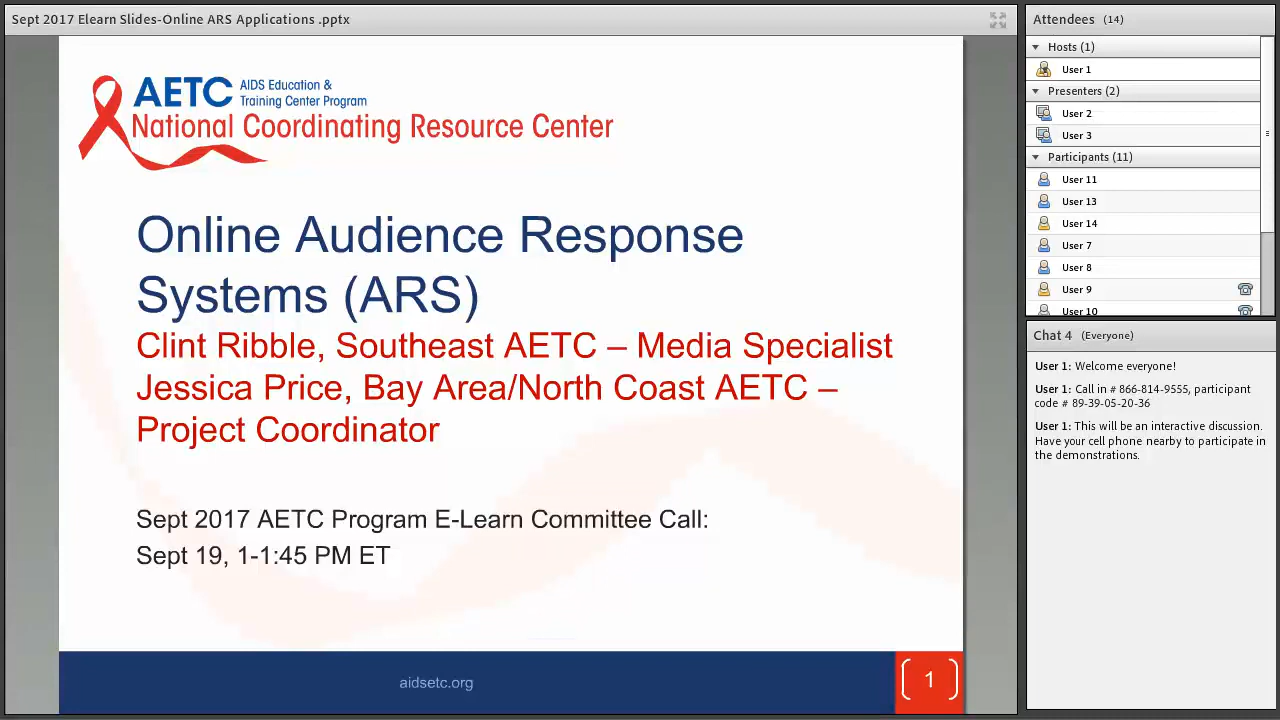 Sept 2017 Elearn Slides-Online ARS Applications .pptx
AETC AIDS Education &
Training Center Program
National Coordinating Resource Center
Online Audience Response
Systems (ARS)
Clint Ribble, Southeast AETC – Media Specialist
Jessica Price, Bay Area/North Coast AETC –
Project Coordinator
Sept 2017 AETC Program E-Learn Committee Call:
Sept 19, 1-1:45 PM ET
aidsetc.org
1
Attendees (14)
Hosts (1)
User 1
Presenters (2)
User 2
User 3
Participants (11)
User 11
User 13
User 14
User 7
User 8
User 9
User 10
Chat 4 (Everyone)
User 1: Welcome everyone!
User 1: Call in # 866-814-9555, participant
code # 89-39-05-20-36
User 1: This will be an interactive discussion.
Have your cell phone nearby to participate in
the demonstrations.